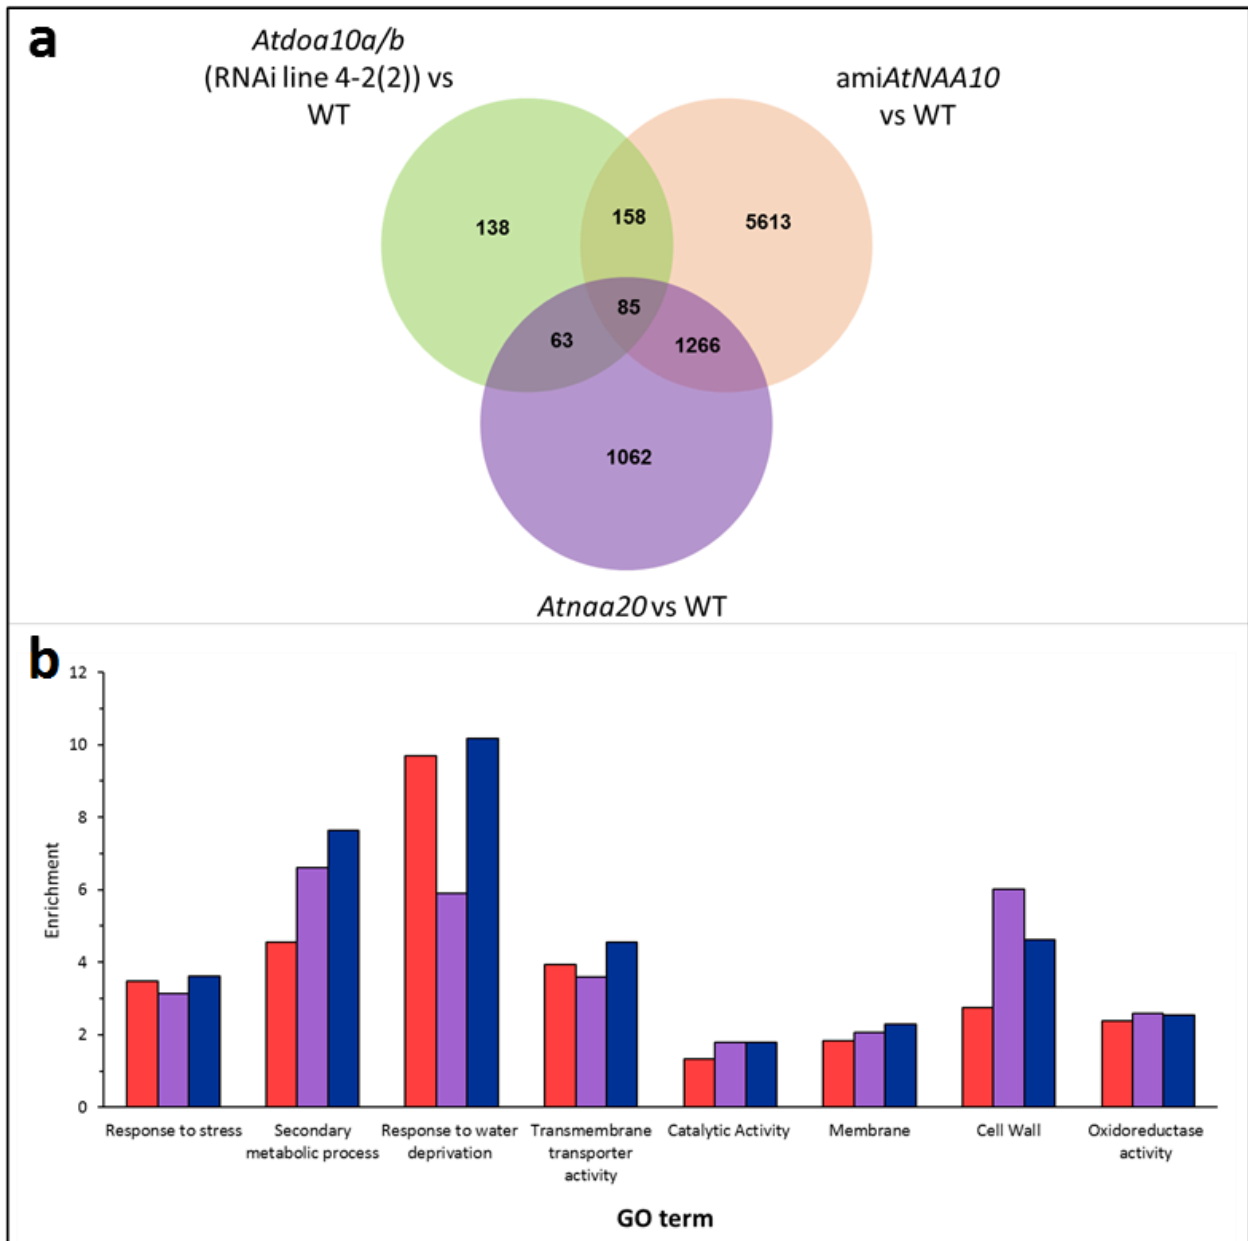 a
Atdoa10a/b
(RNAi line 4-2(2)) vs
WT
amiAtNAA10
vs WT
138
158
5613
85
63
1266
1062
Atnaa20 vs WT
b
12
10
8
6
4
2
0
Enrichment
Response to stress
Secondary
metabolic process
Response to water
deprivation
Transmembrane
transporter
activity
Catalytic Activity
Membrane
Cell Wall
Oxidoreductase
activity
GO term